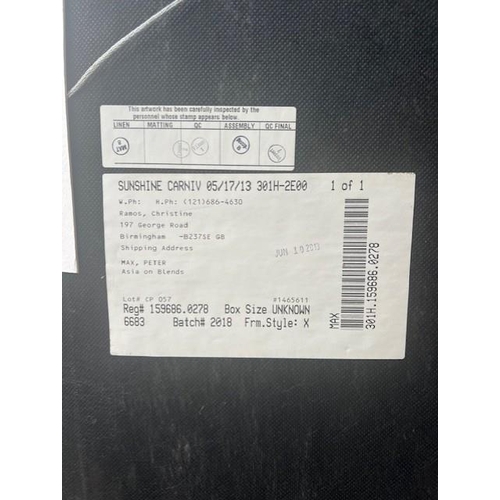 This artwork has been carefully inspected by the
personnel whose stamp appears below.
LINEN MATTING QC ASSEMBLY QC FINAL
SUNSHINE CARNIV 05/17/13 301H-2E00 1 of 1
W.Ph: H.Ph: (121)686-4630
Ramos, Christine
197 George Road
Birmingham -B237SE GB
Shipping Address
JUN 10 2013
MAX, PETER
Asia on Blends
Lot# CP 057 #1465611
Reg# 159686.0278 Box Size UNKNOWN
6683 Batch# 2018 Frm.Style: X
MAX
301H.159686.0278